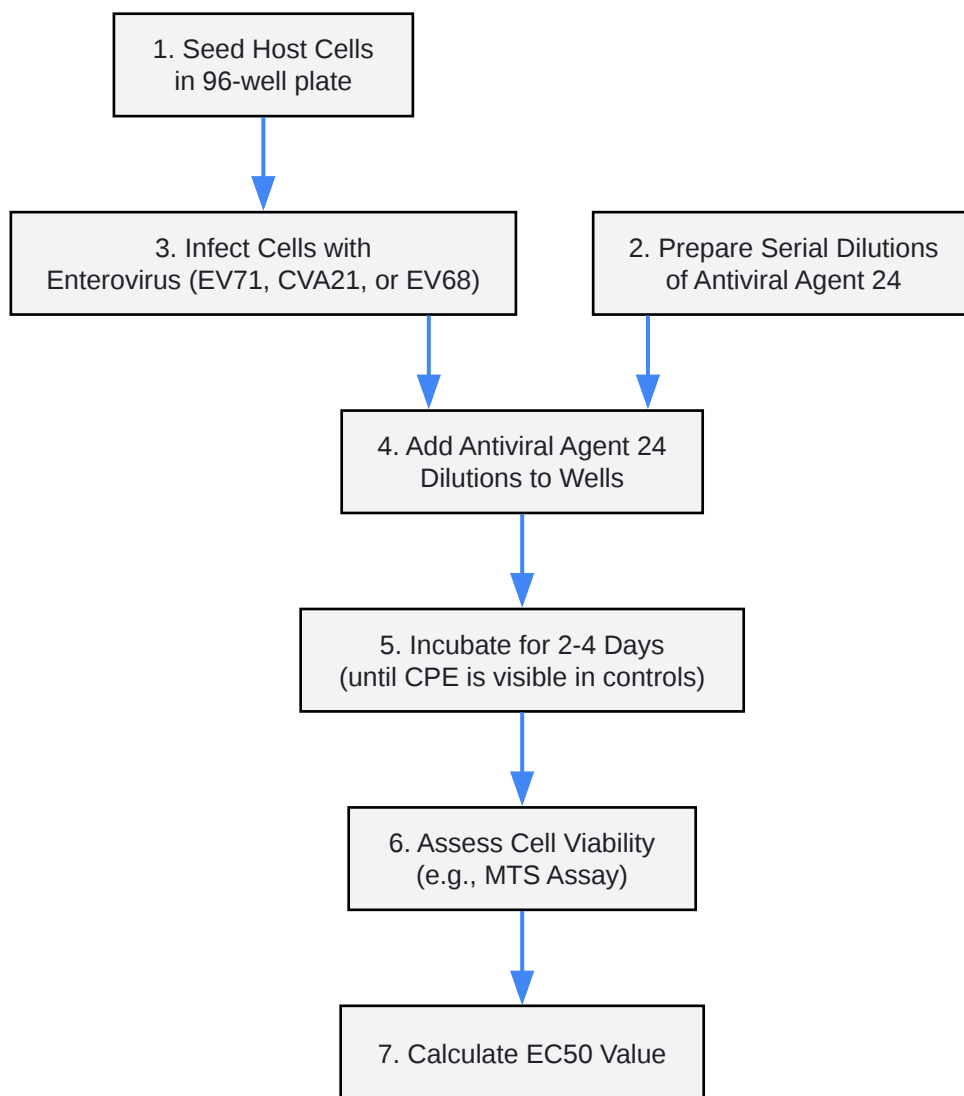 1. Seed Host Cells
in 96-well plate
3. Infect Cells with
Enterovirus (EV71, CVA21, or EV68)
2. Prepare Serial Dilutions
of Antiviral Agent 24
4. Add Antiviral Agent 24
Dilutions to Wells
5. Incubate for 2-4 Days
(until CPE is visible in controls)
6. Assess Cell Viability
(e.g., MTS Assay)
7. Calculate EC50 Value